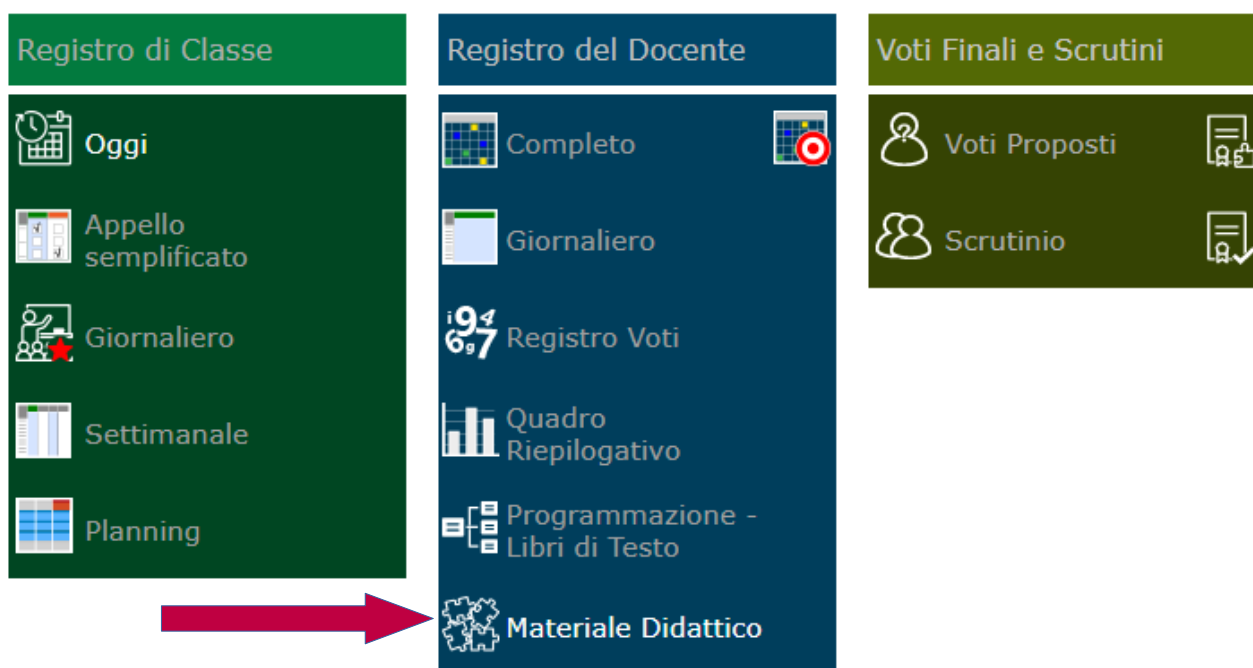 Registro di Classe
Oggi
Appello
semplificato
Giornaliero
Settimanale
Planning
Registro del Docente
Completo
Giornaliero
Registro Voti
Quadro
Riepilogativo
Programmazione -
Libri di Testo
Materiale Didattico
Voti Finali e Scrutini
Voti Proposti
Scrutinio